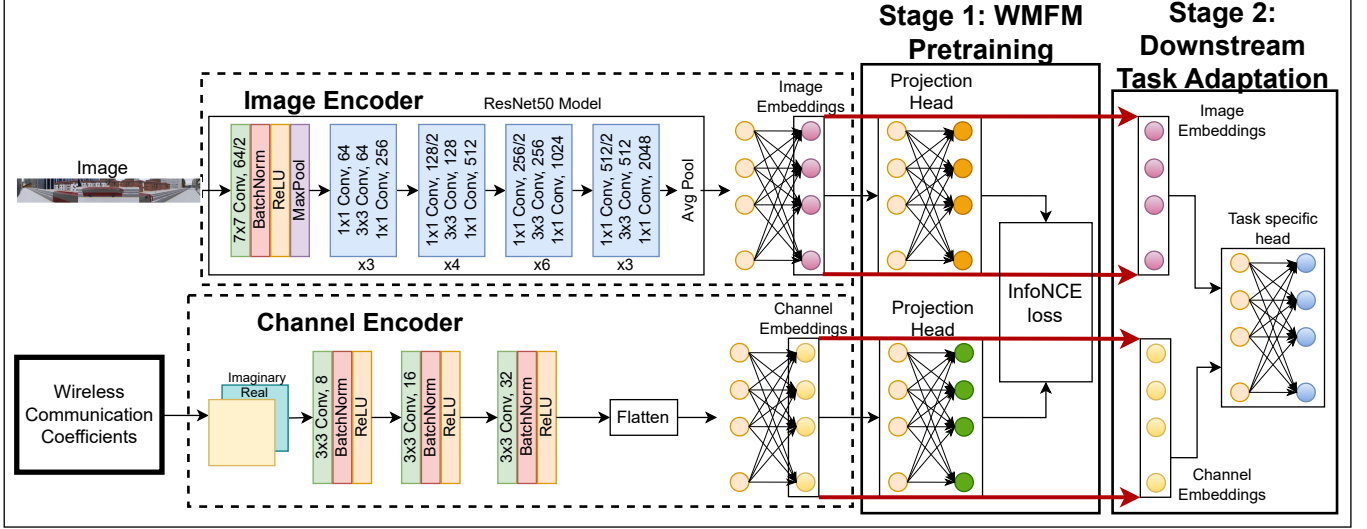 Stage 1: WMFM
Pretraining
Stage 2:
Downstream
Task Adaptation
Image Encoder
ResNet50 Model
Image
Embeddings
Projection
Head
Image
Embeddings
Image
7x7 Conv, 64/2
BatchNorm
ReLU
MaxPool
1x1 Conv, 64
3x3 Conv, 64
1x1 Conv, 256
1x1 Conv, 128/2
3x3 Conv, 128
1x1 Conv, 512
1x1 Conv, 256/2
3x3 Conv, 256
1x1 Conv, 1024
1x1 Conv, 512/2
3x3 Conv, 512
1x1 Conv, 2048
Avg Pool
x3
x4
x6
x3
Task specific
head
InfoNCE
loss
Channel Encoder
Channel
Embeddings
Projection
Head
Wireless
Communication
Coefficients
Imaginary
Real
3x3 Conv, 8
BatchNorm
ReLU
3x3 Conv, 16
BatchNorm
ReLU
3x3 Conv, 32
BatchNorm
ReLU
Flatten
Channel
Embeddings